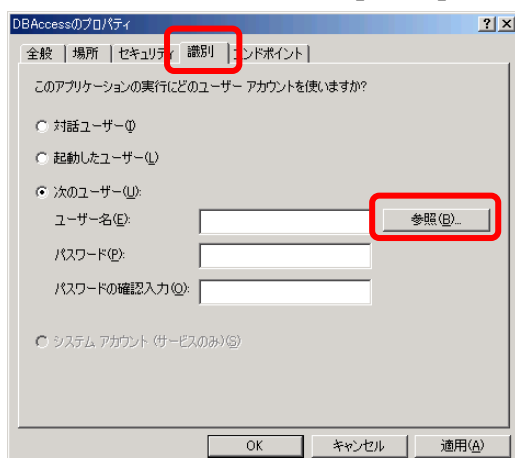 DBAccessのプロパティ
? ×
全般 場所 セキュリティ 識別 エンドポイント
このアプリケーションの実行にどのユーザー アカウントを使いますか?
対話ユーザー(I)
起動したユーザー(L)
次のユーザー(U):
ユーザー名(E): 参照(B)...
パスワード(P):
パスワードの確認入力(O):
システム アカウント (サービスのみ)(S)
OK キャンセル 適用(A)